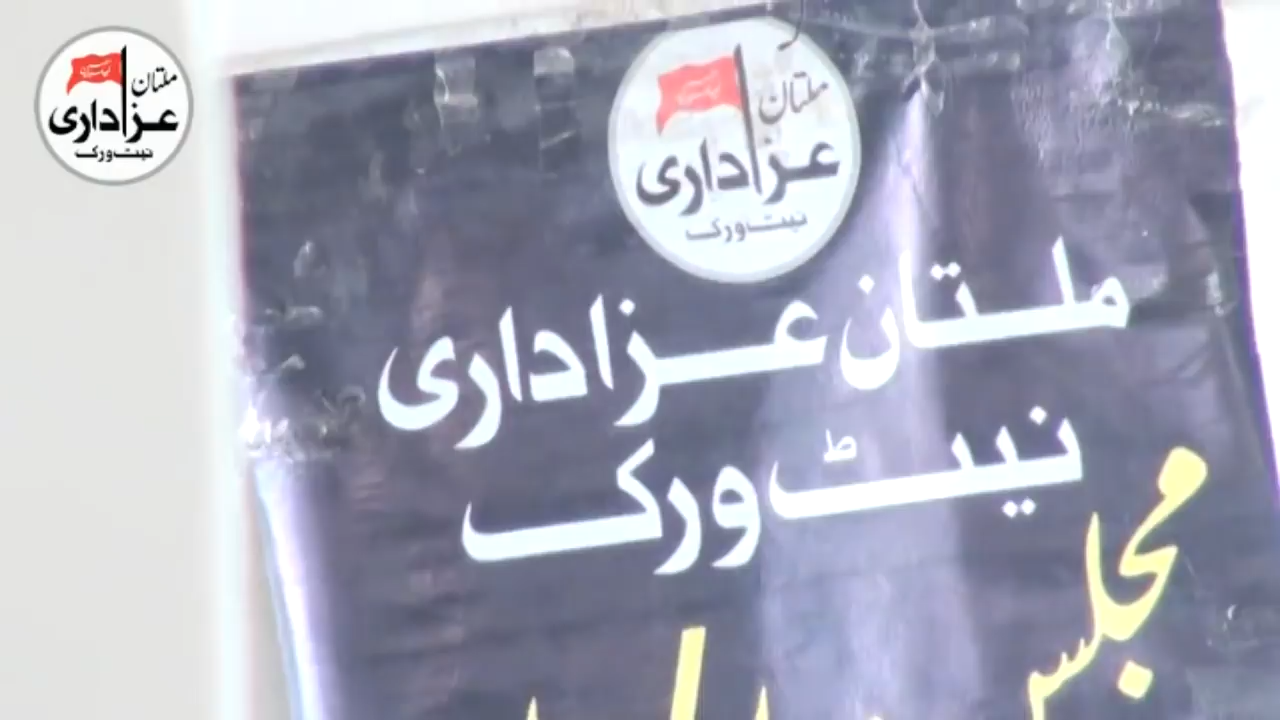 ملتان
عزاداری
نیٹ ورک
ملتان
عزاداری
نیٹ ورک
ملتان عزاداری
نیٹ ورک
مجلس